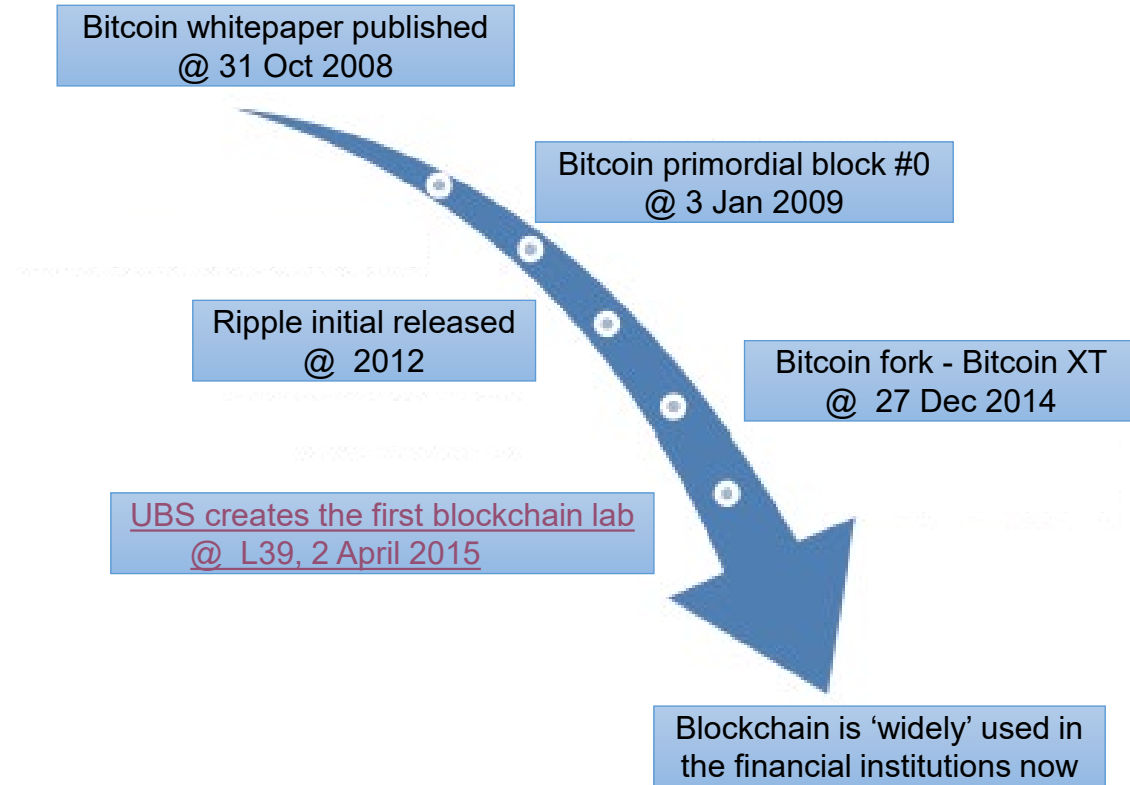 Bitcoin whitepaper published
@ 31 Oct 2008
Bitcoin primordial block #0
@ 3 Jan 2009
Ripple initial released
@ 2012
Bitcoin fork - Bitcoin XT
@ 27 Dec 2014
UBS creates the first blockchain lab
@ L39, 2 April 2015
Blockchain is ‘widely’ used in
the financial institutions now